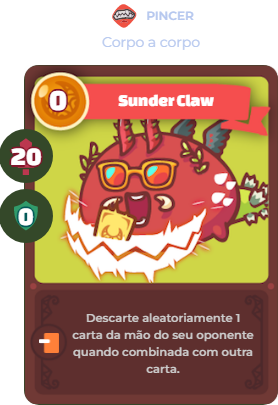 PINCER
Corpo a corpo
0
Sunder Claw
20
0
Descarte aleatoriamente 1
carta da mão do seu oponente
quando combinada com outra
carta.